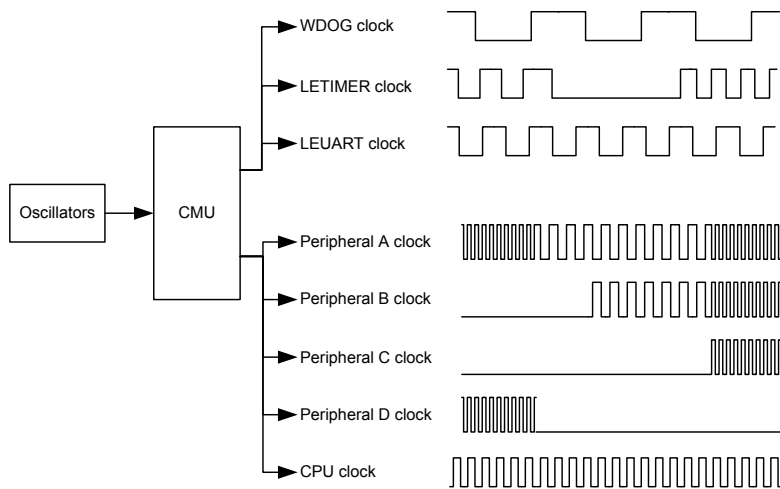 WDOG clock
LETIMER clock
LEUART clock
Oscillators
CMU
Peripheral A clock
Peripheral B clock
Peripheral C clock
Peripheral D clock
CPU clock